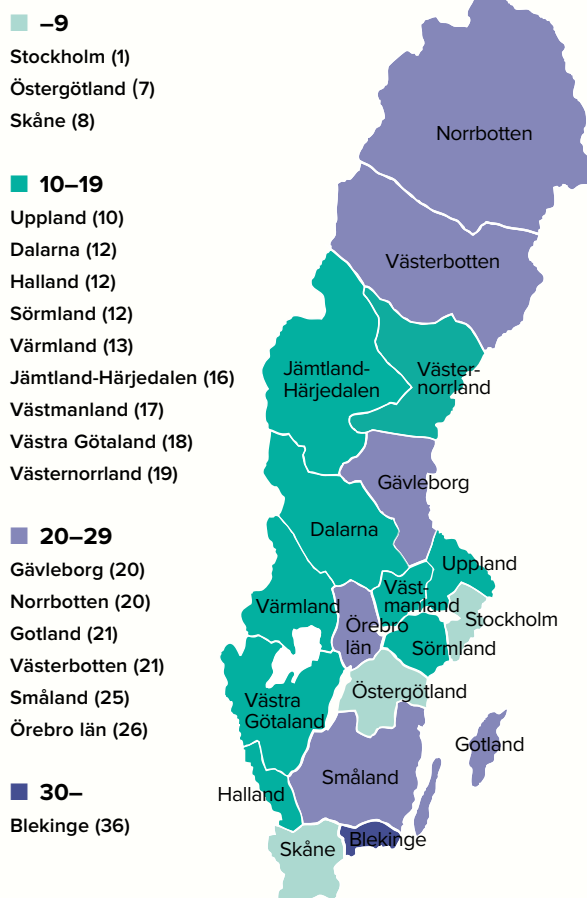 –9
Stockholm (1)
Östergötland (7)
Skåne (8)
10–19
Uppland (10)
Dalarna (12)
Halland (12)
Sörmland (12)
Värmland (13)
Jämtland-Härjedalen (16)
Västmanland (17)
Västra Götaland (18)
Västernorrland (19)
20–29
Gävleborg (20)
Norrbotten (20)
Gotland (21)
Västerbotten (21)
Småland (25)
Örebro län (26)
30–
Blekinge (36)
Norrbotten
Västerbotten
Jämtland-
Härjedalen
Väster-
norrland
Gävleborg
Dalarna
Uppland
Väst-
manland
Värmland
Stockholm
Örebro
län
Sörmland
Östergötland
Västra
Götaland
Gotland
Småland
Halland
Blekinge
Skåne